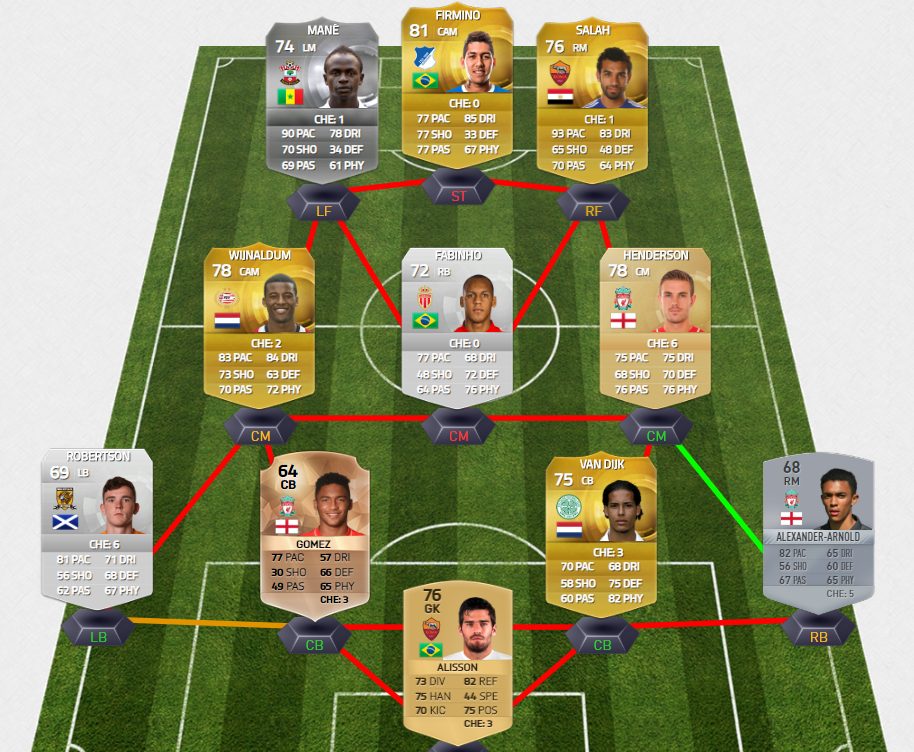 MANÉ
74 LM
CHE: 1
90 PAC 78 DRI
70 SHO 34 DEF
69 PAS 61 PHY
LF
FIRMINO
81 CAM
CHE: 0
77 PAC 85 DRI
77 SHO 33 DEF
77 PAS 67 PHY
ST
SALAH
76 RM
CHE: 1
93 PAC 83 DRI
65 SHO 48 DEF
70 PAS 64 PHY
RF
WIJNALDUM
78 CAM
PSV
CHE: 2
83 PAC 84 DRI
73 SHO 63 DEF
70 PAS 72 PHY
CM
FABINHO
72 RB
CHE: 0
77 PAC 68 DRI
48 SHO 72 DEF
64 PAS 76 PHY
CM
HENDERSON
78 CM
CHE: 6
75 PAC 75 DRI
68 SHO 70 DEF
76 PAS 76 PHY
CM
ROBERTSON
69 LB
CHE: 6
81 PAC 71 DRI
56 SHO 68 DEF
62 PAS 67 PHY
LB
64
CB
GOMEZ
77 PAC 57 DRI
30 SHO 66 DEF
49 PAS 65 PHY
CHE: 3
CB
VAN DIJK
75 CB
CHE: 3
70 PAC 68 DRI
58 SHO 75 DEF
60 PAS 82 PHY
CB
68
RM
ALEXANDER-ARNOLD
82 PAC 65 DRI
56 SHO 60 DEF
67 PAS 65 PHY
CHE: 5
RB
76
GK
ALISSON
73 DIV 82 REF
75 HAN 44 SPE
70 KIC 75 POS
CHE: 3